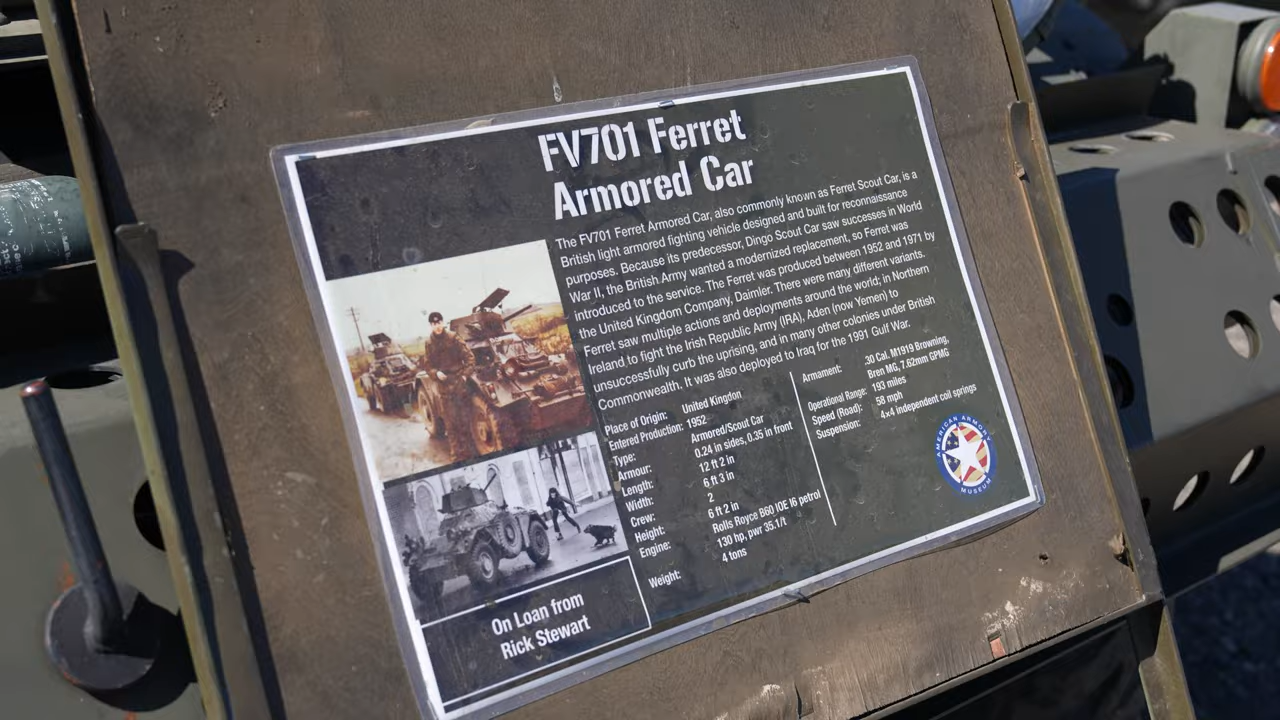 FV701 Ferret
Armored Car
The FV701 Ferret Armored Car, also commonly known as Ferret Scout Car, is a
British light armored fighting vehicle designed and built for reconnaissance
purposes. Because its predecessor, Dingo Scout Car saw successes in World
War II, the British Army wanted a modernized replacement, so Ferret was
introduced to the service. The Ferret was produced between 1952 and 1971 by
the United Kingdom Company, Daimler. There were many different variants.
Ferret saw multiple actions and deployments around the world; in Northern
Ireland to fight the Irish Republic Army (IRA), Aden (now Yemen) to
unsuccessfully curb the uprising, and in many other colonies under British
Commonwealth. It was also deployed to Iraq for the 1991 Gulf War.
Place of Origin: United Kingdon
Entered Production: 1952
Type: Armored/Scout Car
Armour: 0.24 in sides, 0.35 in front
Length: 12 ft 2 in
Width: 6 ft 3 in
Crew: 2
Height: 6 ft 2 in
Engine: Rolls Royce B60 IOE I6 petrol
130 hp, pwr 35.1/t
Weight: 4 tons
Armament: 30 Cal. M1919 Browning,
Bren MG, 7.62mm GPMG
Operational Range: 193 miles
Speed (Road): 58 mph
Suspension: 4x4 independent coil springs
AMERICAN ARMORY
MUSEUM
On Loan from
Rick Stewart